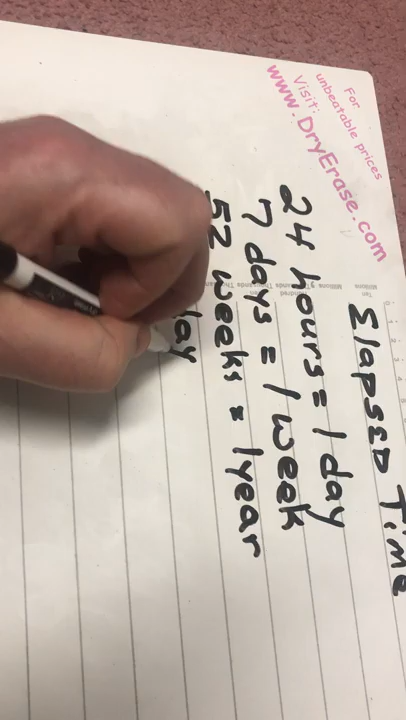 For
unbeatable prices
Visit:
www.DryErase.com
Elapsed Time
24 hours = 1 day
7 days = 1 week
52 weeks = 1 year
day